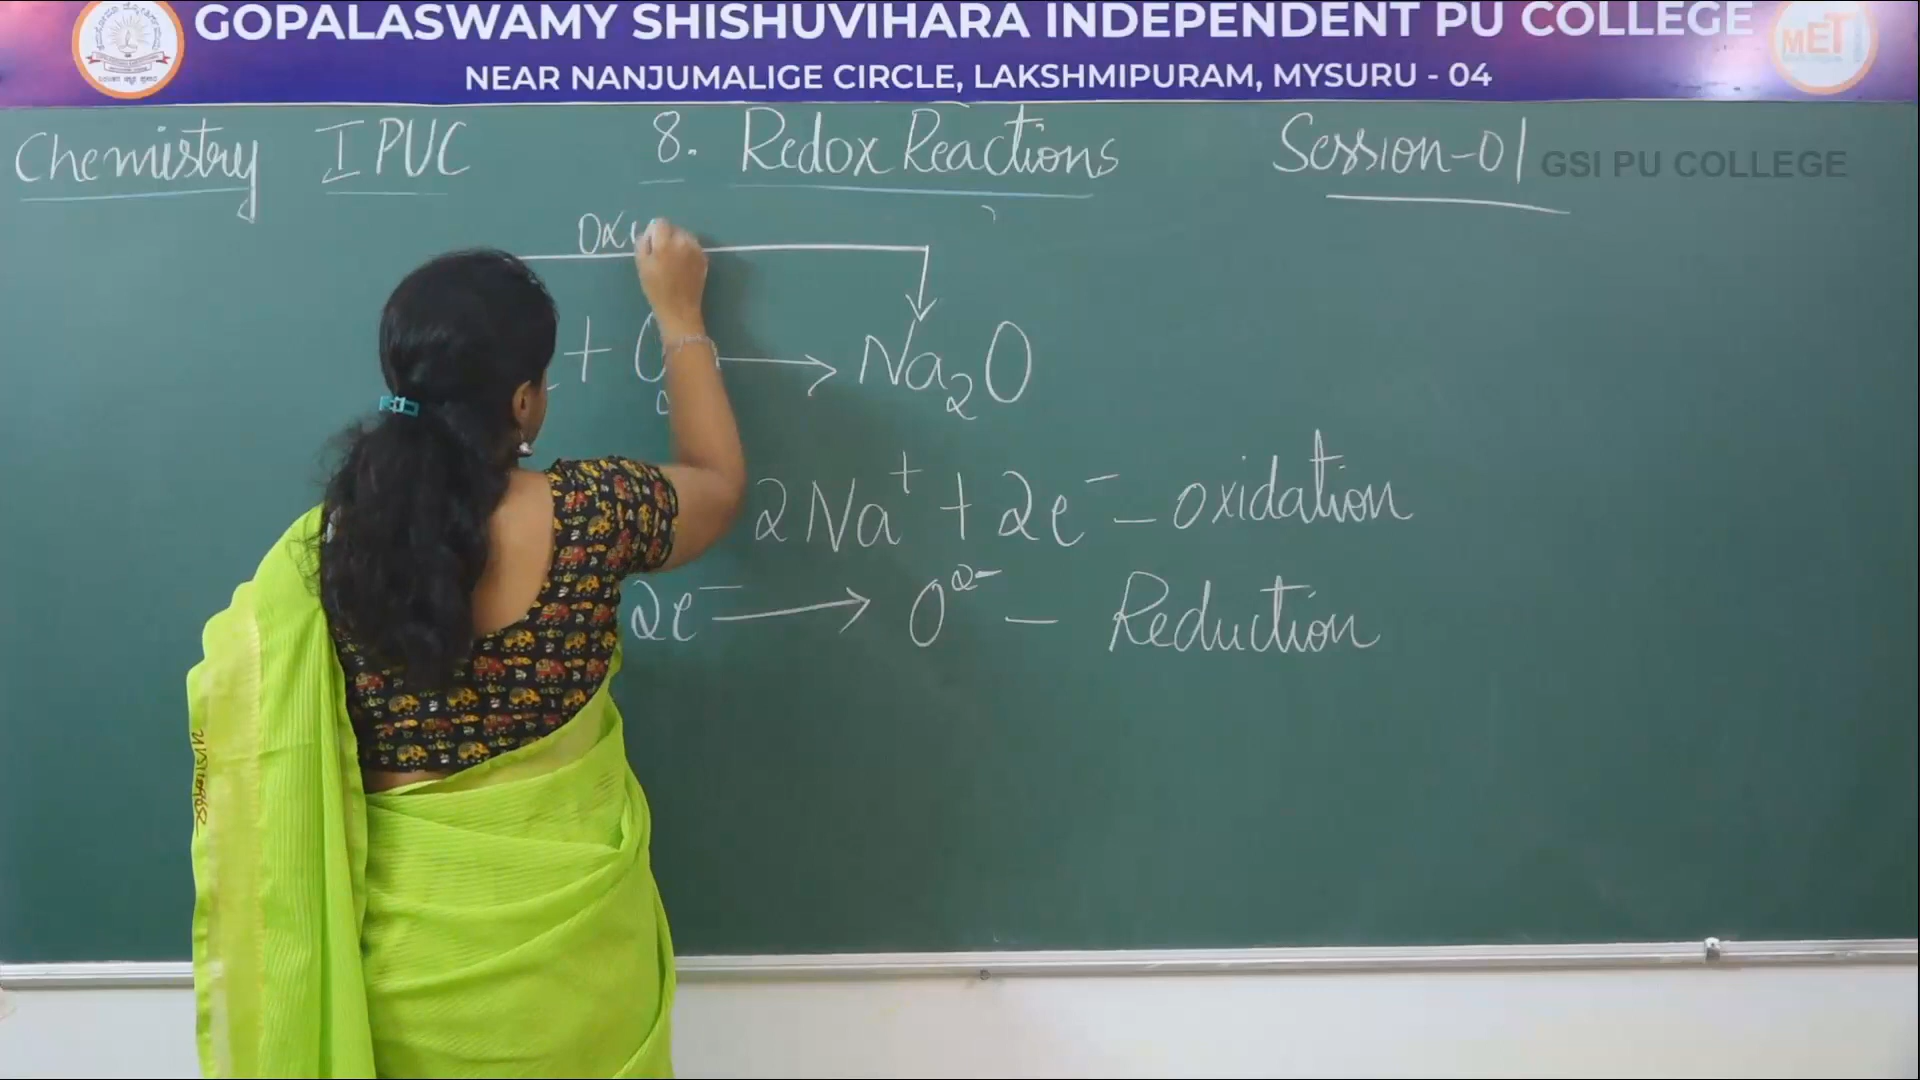 GOPALASWAMY SHISHUVIHARA INDEPENDENT PU COLLEGE
NEAR NANJUMALIGE CIRCLE, LAKSHMIPURAM, MYSURU - 04
MET
Chemistry I PUC 8. Redox Reactions Session-01
GSI PU COLLEGE
+ O → Na₂O
2Na⁺ + 2e⁻ – oxidation
2e⁻ → O²⁻ – Reduction